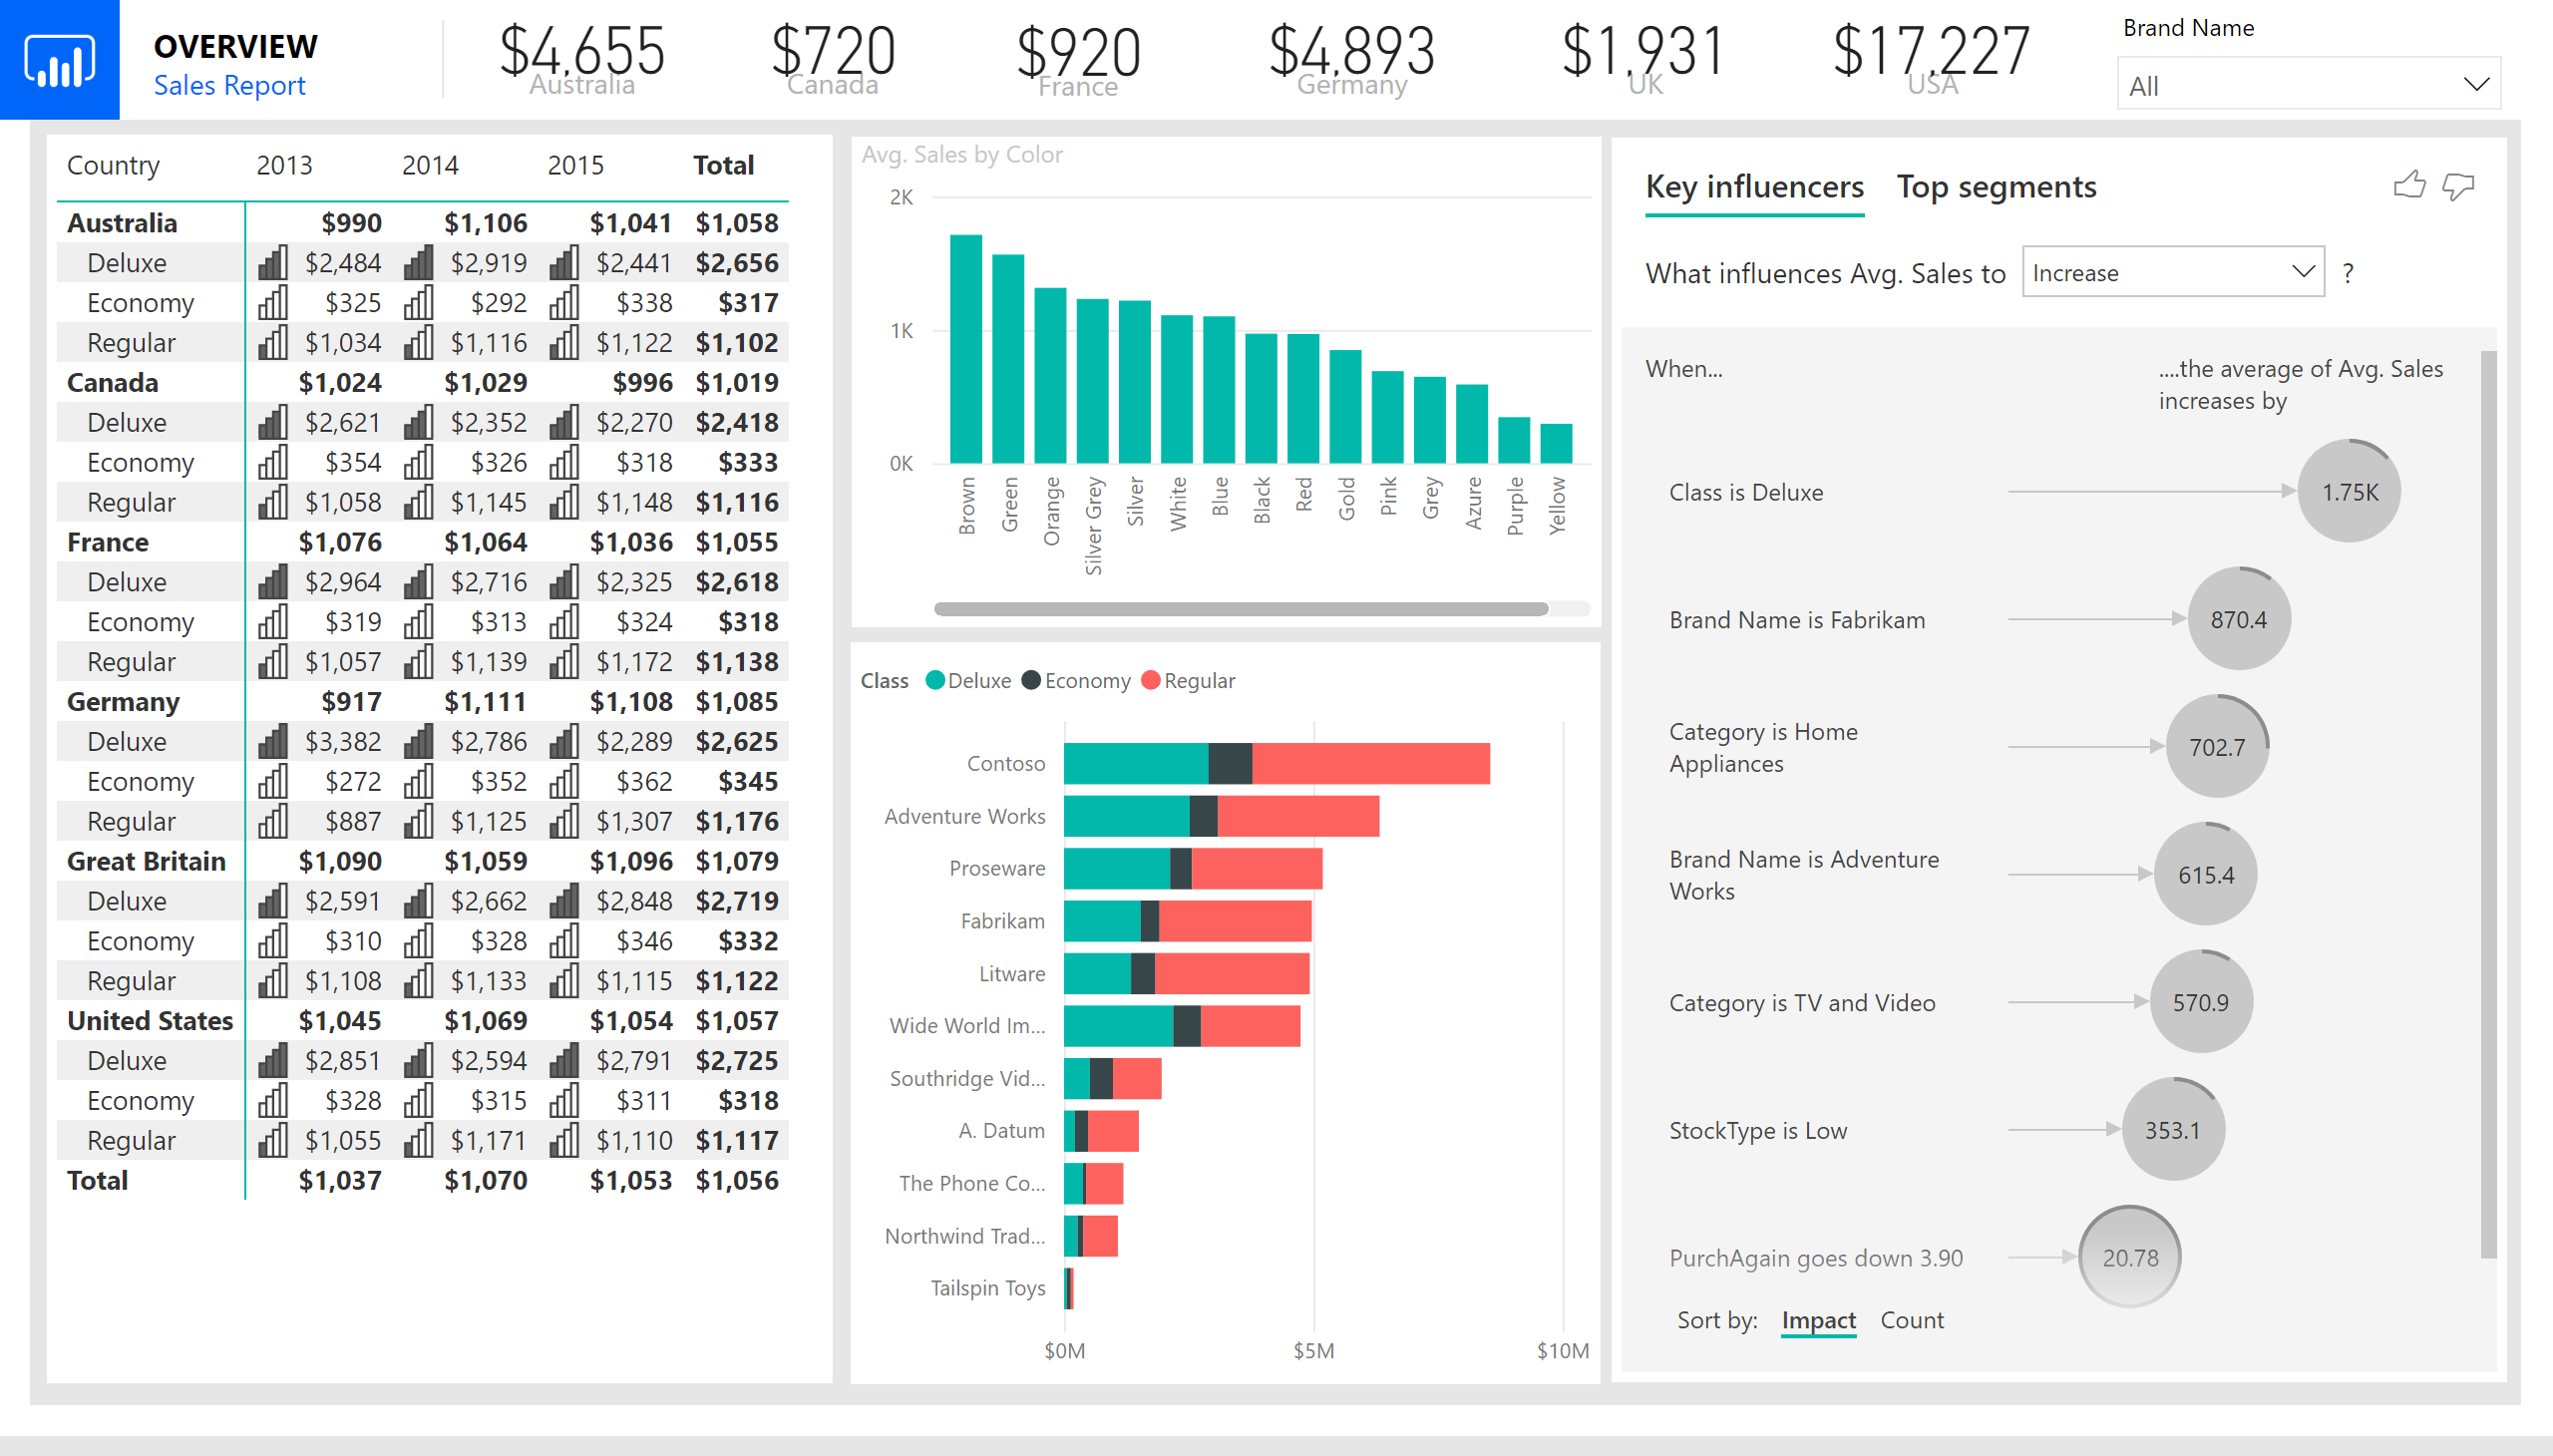 OVERVIEW
Sales Report
$4,655
Australia
$720
Canada
$920
France
$4,893
Germany
$1,931
UK
$17,227
USA
Brand Name
All
Country 2013 2014 2015 Total
Australia $990 $1,106 $1,041 $1,058
Deluxe $2,484 $2,919 $2,441 $2,656
Economy $325 $292 $338 $317
Regular $1,034 $1,116 $1,122 $1,102
Canada $1,024 $1,029 $996 $1,019
Deluxe $2,621 $2,352 $2,270 $2,418
Economy $354 $326 $318 $333
Regular $1,058 $1,145 $1,148 $1,116
France $1,076 $1,064 $1,036 $1,055
Deluxe $2,964 $2,716 $2,325 $2,618
Economy $319 $313 $324 $318
Regular $1,057 $1,139 $1,172 $1,138
Germany $917 $1,111 $1,108 $1,085
Deluxe $3,382 $2,786 $2,289 $2,625
Economy $272 $352 $362 $345
Regular $887 $1,125 $1,307 $1,176
Great Britain $1,090 $1,059 $1,096 $1,079
Deluxe $2,591 $2,662 $2,848 $2,719
Economy $310 $328 $346 $332
Regular $1,108 $1,133 $1,115 $1,122
United States $1,045 $1,069 $1,054 $1,057
Deluxe $2,851 $2,594 $2,791 $2,725
Economy $328 $315 $311 $318
Regular $1,055 $1,171 $1,110 $1,117
Total $1,037 $1,070 $1,053 $1,056
Avg. Sales by Color
2K
1K
0K
Brown
Green
Orange
Silver Grey
Silver
White
Blue
Black
Red
Gold
Pink
Grey
Azure
Purple
Yellow
Class Deluxe Economy Regular
Contoso
Adventure Works
Proseware
Fabrikam
Litware
Wide World Im...
Southridge Vid...
A. Datum
The Phone Co...
Northwind Trad...
Tailspin Toys
$0M $5M $10M
Key influencers Top segments
What influences Avg. Sales to Increase ?
When...
....the average of Avg. Sales
increases by
Class is Deluxe 1.75K
Brand Name is Fabrikam 870.4
Category is Home
Appliances
702.7
Brand Name is Adventure
Works
615.4
Category is TV and Video 570.9
StockType is Low 353.1
PurchAgain goes down 3.90 20.78
Sort by: Impact Count